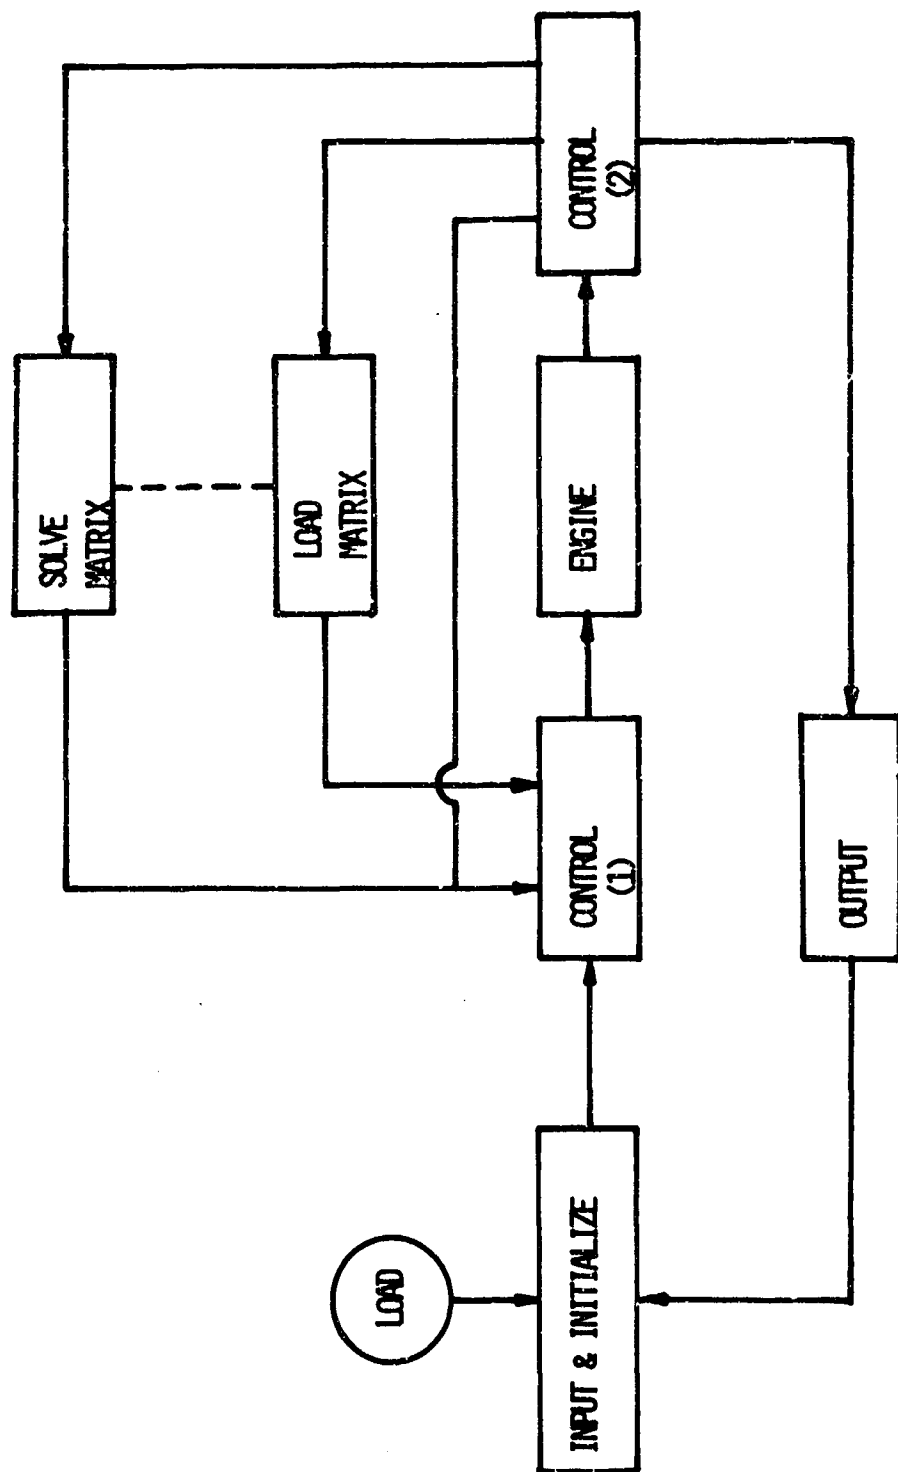 SOLVE
MATRIX
LOAD
MATRIX
LOAD
INPUT & INITIALIZE
CONTROL
(1)
ENGINE
CONTROL
(2)
OUTPUT